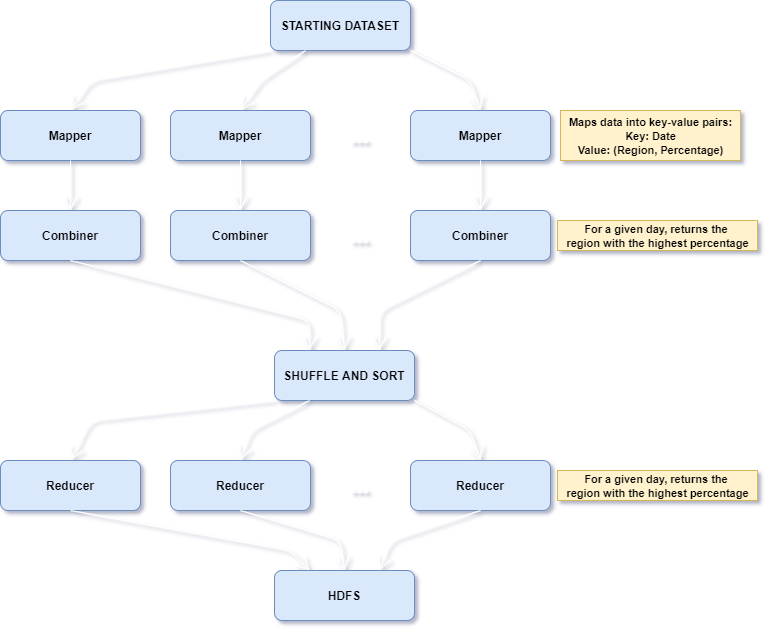 STARTING DATASET
Mapper
Mapper
...
Mapper
Maps data into key-value pairs:
Key: Date
Value: (Region, Percentage)
Combiner
Combiner
...
Combiner
For a given day, returns the
region with the highest percentage
SHUFFLE AND SORT
Reducer
Reducer
...
Reducer
For a given day, returns the
region with the highest percentage
HDFS